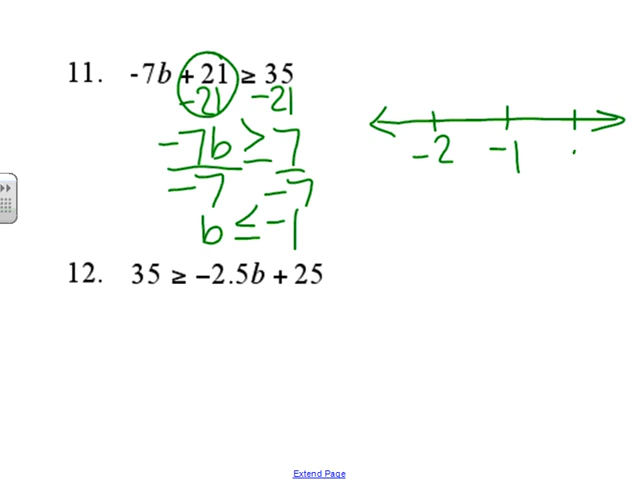 11. -7b + 21 ≥ 35
-21 -21
-7b ≥ 7
-7 -7
b ≤ -1
-2 -1
12. 35 ≥ −2.5b + 25
Extend Page